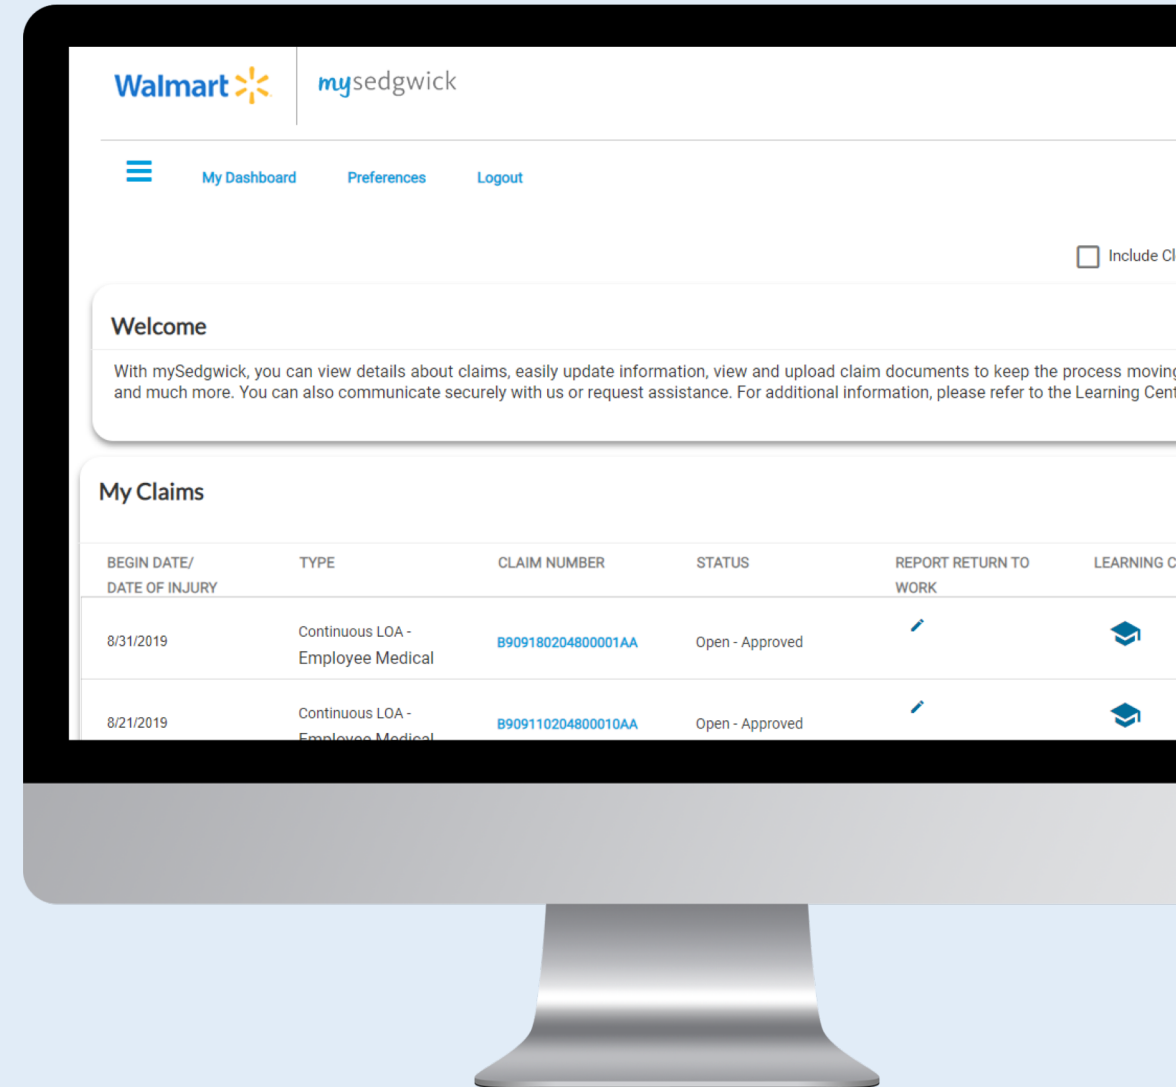 Walmart
mysedgwick
My Dashboard Preferences Logout
Include
Welcome
With mySedgwick, you can view details about claims, easily update information, view and upload claim documents to keep the process moving
and much more. You can also communicate securely with us or request assistance. For additional information, please refer to the Learning
My Claims
BEGIN DATE/ TYPE CLAIM NUMBER STATUS REPORT RETURN TO LEARNING
DATE OF INJURY WORK
Continuous LOA -
8/31/2019 B909180204800001AA Open - Approved
Employee Medical
Continuous LOA -
8/21/2019 B909110204800010AA Open - Approved
Employee Medical